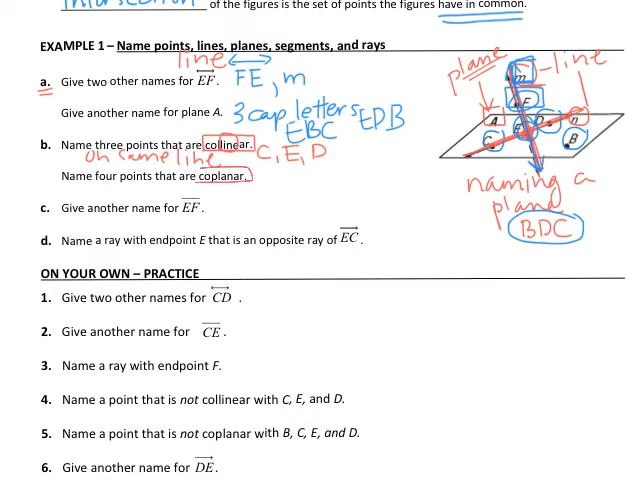 intersection of the figures is the set of points the figures have in common.
EXAMPLE 1 – Name points, lines, planes, segments, and rays
line
a. Give two other names for EF. FE, m
Give another name for plane A. 3 cap letters EDB
EBC
b. Name three points that are collinear. C, E, D
on same line
Name four points that are coplanar.
c. Give another name for EF.
d. Name a ray with endpoint E that is an opposite ray of EC.
plane
-line
m
F
A
E
D
n
C
B
naming a
plane
BDC
ON YOUR OWN – PRACTICE
1. Give two other names for CD .
2. Give another name for CE .
3. Name a ray with endpoint F.
4. Name a point that is not collinear with C, E, and D.
5. Name a point that is not coplanar with B, C, E, and D.
6. Give another name for DE .